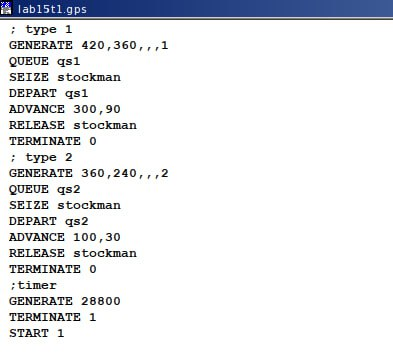 lab15t1.gps
; type 1
GENERATE 420,360,,,1
QUEUE qs1
SEIZE stockman
DEPART qs1
ADVANCE 300,90
RELEASE stockman
TERMINATE 0
; type 2
GENERATE 360,240,,,2
QUEUE qs2
SEIZE stockman
DEPART qs2
ADVANCE 100,30
RELEASE stockman
TERMINATE 0
;timer
GENERATE 28800
TERMINATE 1
START 1